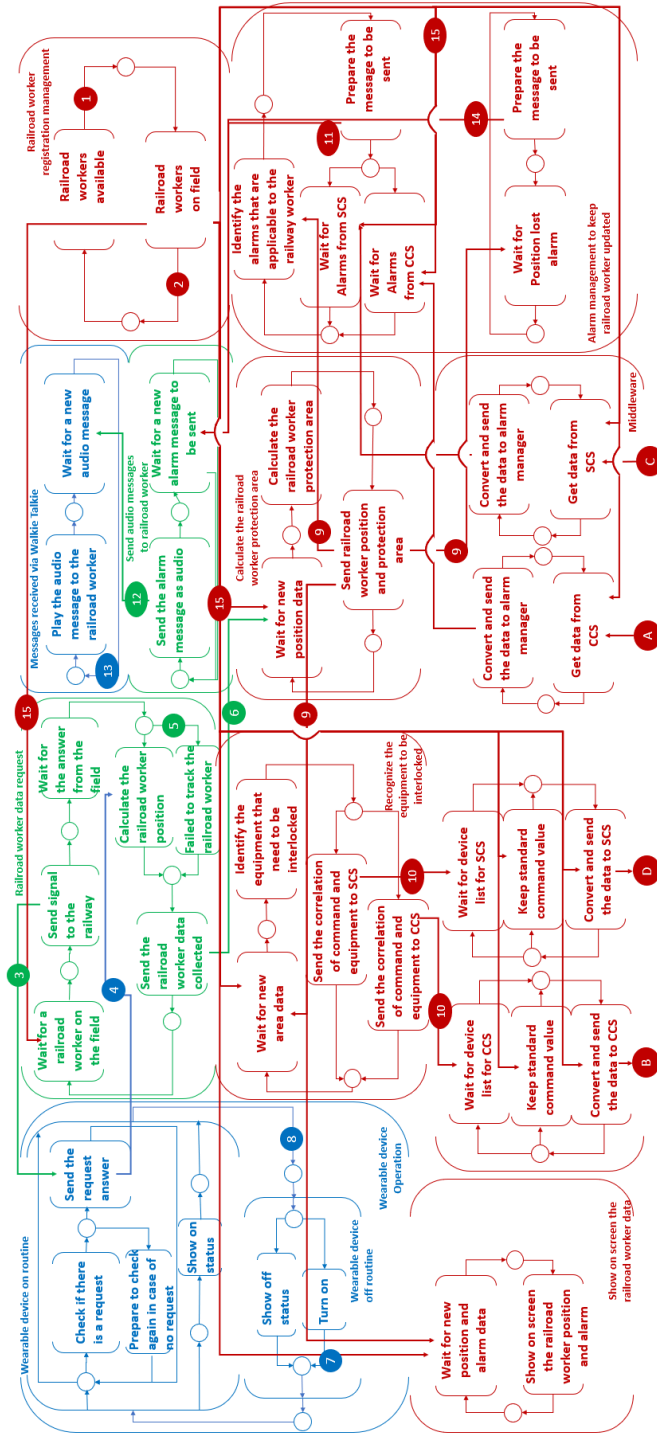 Wearable device on routine
Check if there
is a request
Prepare to check
again in case of
no request
Send the
request
answer
Show on
status
Wearable device
Operation
8
Show off
status
Turn on
7
Wearable device
off routine
Wait for new
position and
alarm data
Show on screen
the railroad
worker position
and alarm
Show on screen the
railroad worker data
3
4
Railroad worker data request
15
Wait for a
railroad
worker on
the field
Send signal
to the
railway
Wait for
the answer
from the
field
5
Calculate the
railroad worker
position
Failed to track the
railroad worker
Send the
railroad
worker data
collected
6
Wait for new
area data
Identify the
equipment that
need to be
interlocked
Send the correlation
of command and
equipment to SCS
Send the correlation
of command and
equipment to CCS
Recognize the
equipment to be
interlocked
10
10
Wait for device
list for CCS
Keep standard
command value
Convert and send
the data to CCS
B
Wait for device
list for SCS
Keep standard
command value
Convert and send
the data to SCS
D
Messages received via Walkie Talkie
13
Play the audio
message to the
railroad worker
Wait for a new
audio message
12
Send audio messages
to railroad worker
Send the alarm
message as audio
Wait for a new
alarm message to
be sent
15
Calculate the railroad
worker protection area
Wait for new
position data
Calculate the
railroad worker
protection area
Send railroad
worker position
and protection
area
9
9
9
Convert and send
the data to alarm
manager
Get data from
CCS
A
Convert and send
the data to alarm
manager
Get data from
SCS
C
Middleware
Railroad worker
registration management
Railroad
workers
available
1
Railroad
workers
on field
2
Identify the
alarms that are
applicable to the
railway worker
Wait for
Alarms from SCS
Wait for
Alarms
from CCS
11
Prepare the
message to be
sent
15
14
Wait for
Position lost
alarm
Prepare the
message to be
sent
Alarm management to keep
railroad worker updated